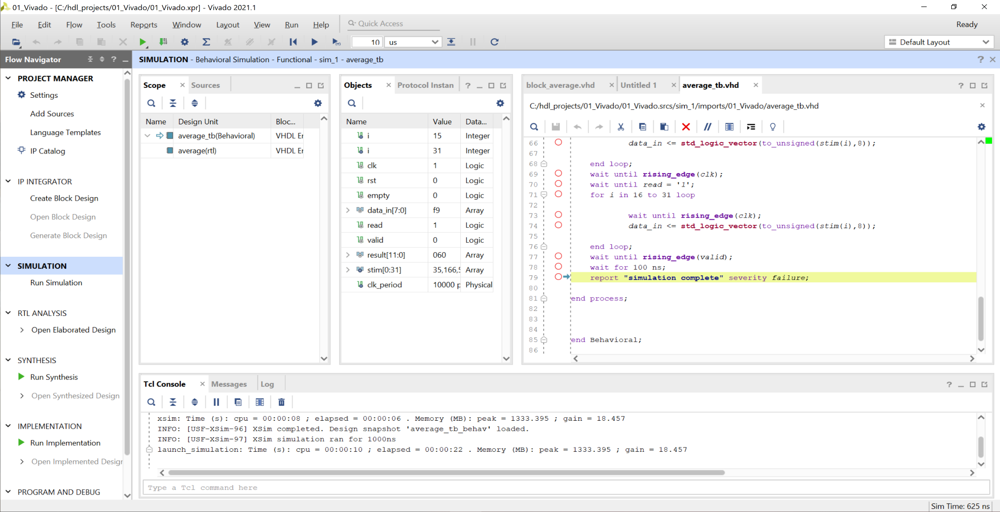 01_Vivado - [C:/hdl_projects/01_Vivado/01_Vivado.xpr] - Vivado 2021.1
File Edit Flow Tools Reports Window Layout View Run Help Quick Access Ready
10 us Default Layout
Flow Navigator
SIMULATION - Behavioral Simulation - Functional - sim_1 - average_tb
PROJECT MANAGER
Settings
Add Sources
Language Templates
IP Catalog
IP INTEGRATOR
Create Block Design
Open Block Design
Generate Block Design
SIMULATION
Run Simulation
RTL ANALYSIS
Open Elaborated Design
SYNTHESIS
Run Synthesis
Open Synthesized Design
IMPLEMENTATION
Run Implementation
Open Implemented Desigr
PROGRAM AND DEBUG
Scope Sources
Name Design Unit Bloc...
average_tb(Behavioral) VHDL Er
average(rtl) VHDL Er
Objects Protocol Instan
Name Value Data...
i 15 Integer
i 31 Integer
clk 1 Logic
rst 0 Logic
empty 0 Logic
data_in[7:0] f9 Array
read 1 Logic
valid 0 Logic
result[11:0] 060 Array
stim[0:31] 35,166,5 Array
clk_period 10000 p Physical
block_average.vhd Untitled 1 average_tb.vhd
C:/hdl_projects/01_Vivado/01_Vivado.srcs/sim_1/imports/01_Vivado/average_tb.vhd
66 data_in <= std_logic_vector(to_unsigned(stim(i),8));
67
68 end loop;
69 wait until rising_edge(clk);
70 wait until read = '1';
71 for i in 16 to 31 loop
72
73 wait until rising_edge(clk);
74 data_in <= std_logic_vector(to_unsigned(stim(i),8));
75
76 end loop;
77 wait until rising_edge(valid);
78 wait for 100 ns;
79 report "simulation complete" severity failure;
80
81 end process;
82
83
84
85 end Behavioral;
86
Tcl Console Messages Log
xsim: Time (s): cpu = 00:00:08 ; elapsed = 00:00:06 . Memory (MB): peak = 1333.395 ; gain = 18.457
INFO: [USF-XSim-96] XSim completed. Design snapshot 'average_tb_behav' loaded.
INFO: [USF-XSim-97] XSim simulation ran for 1000ns
launch_simulation: Time (s): cpu = 00:00:10 ; elapsed = 00:00:22 . Memory (MB): peak = 1333.395 ; gain = 18.457
Type a Tcl command here
Sim Time: 625 ns